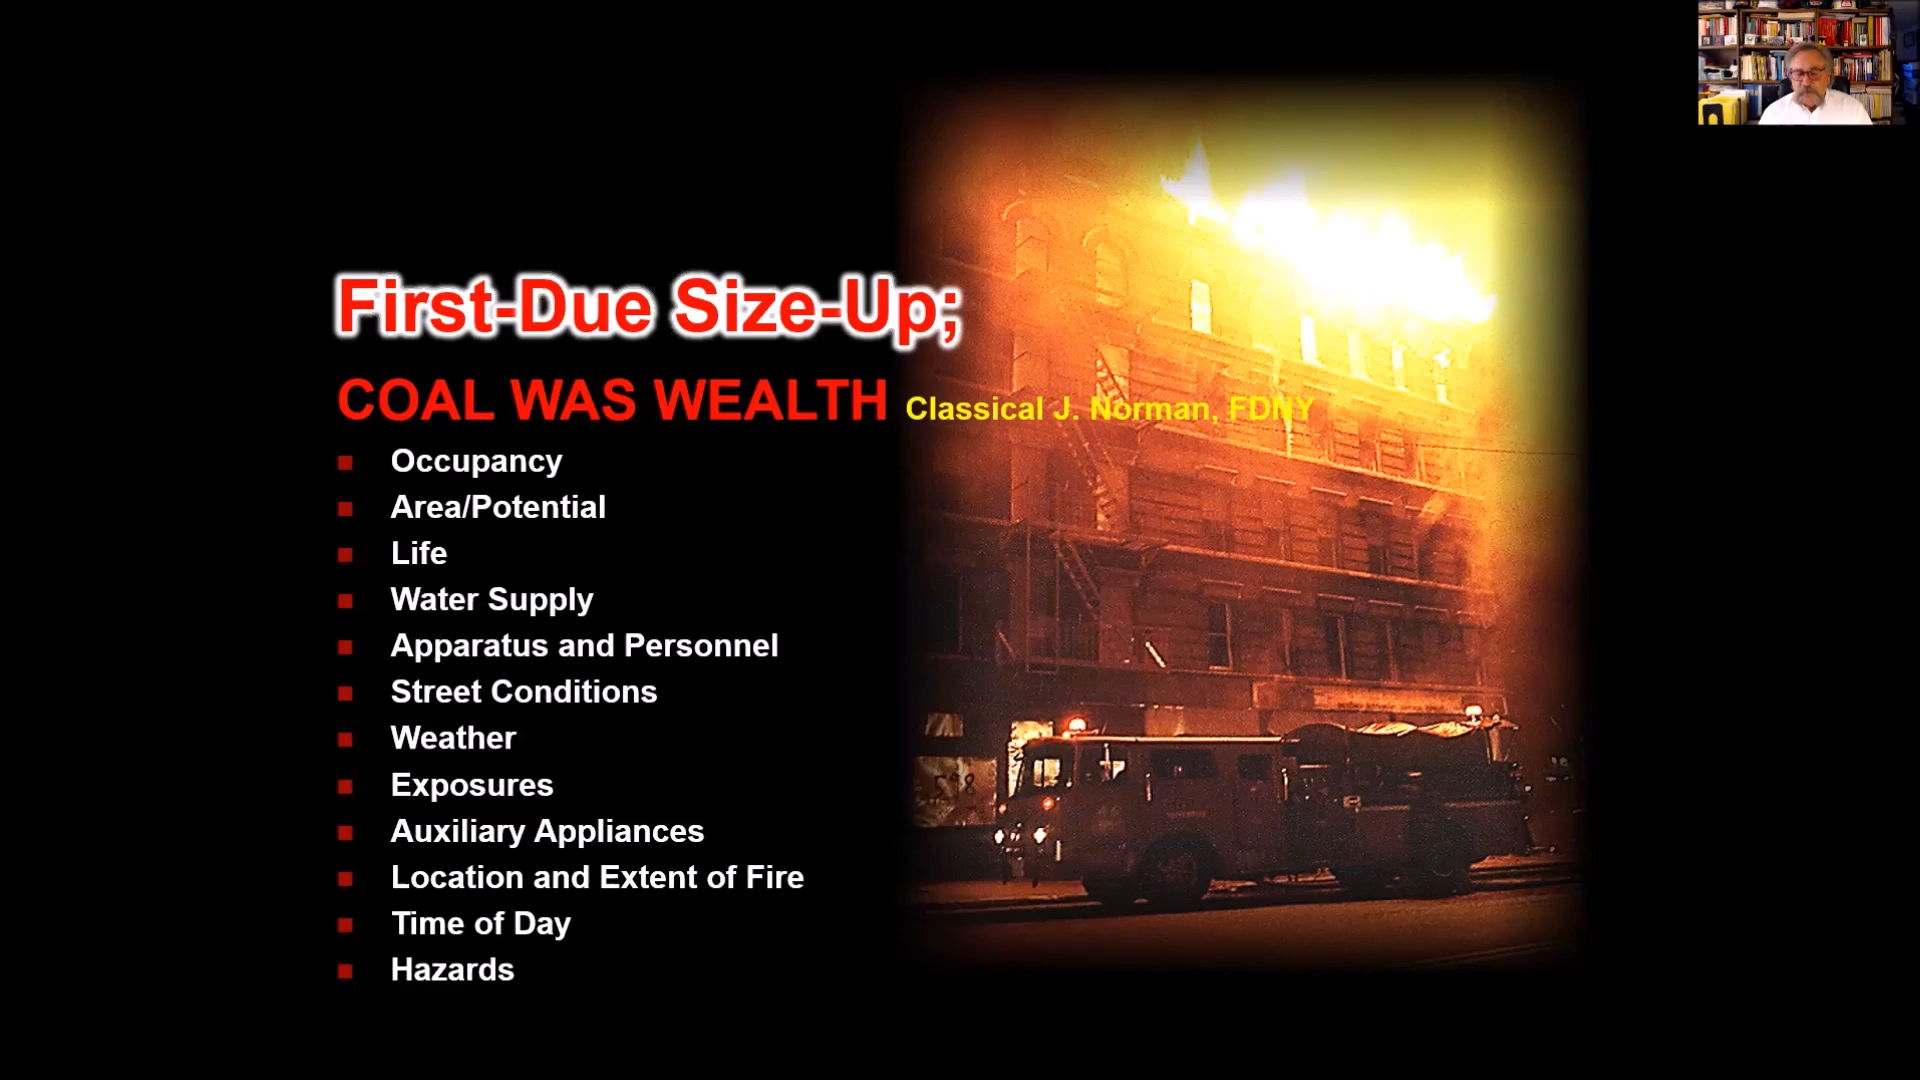 First-Due Size-Up;
COAL WAS WEALTH Classical J. Norman, FDNY
Occupancy
Area/Potential
Life
Water Supply
Apparatus and Personnel
Street Conditions
Weather
Exposures
Auxiliary Appliances
Location and Extent of Fire
Time of Day
Hazards
598